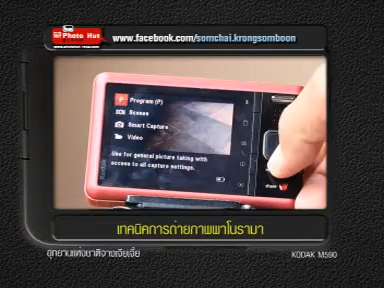 Photo Hut
www.facebook.com/somchai.krongsomboon
P Program (P)
SCN Scenes
Smart Capture
Video
Use for general picture taking with
access to all capture settings.
Kodak
share
เทคนิคการถ่ายภาพพาโนรามา
อุทยานแห่งชาติจางเจียเจี้ย
KODAK M590